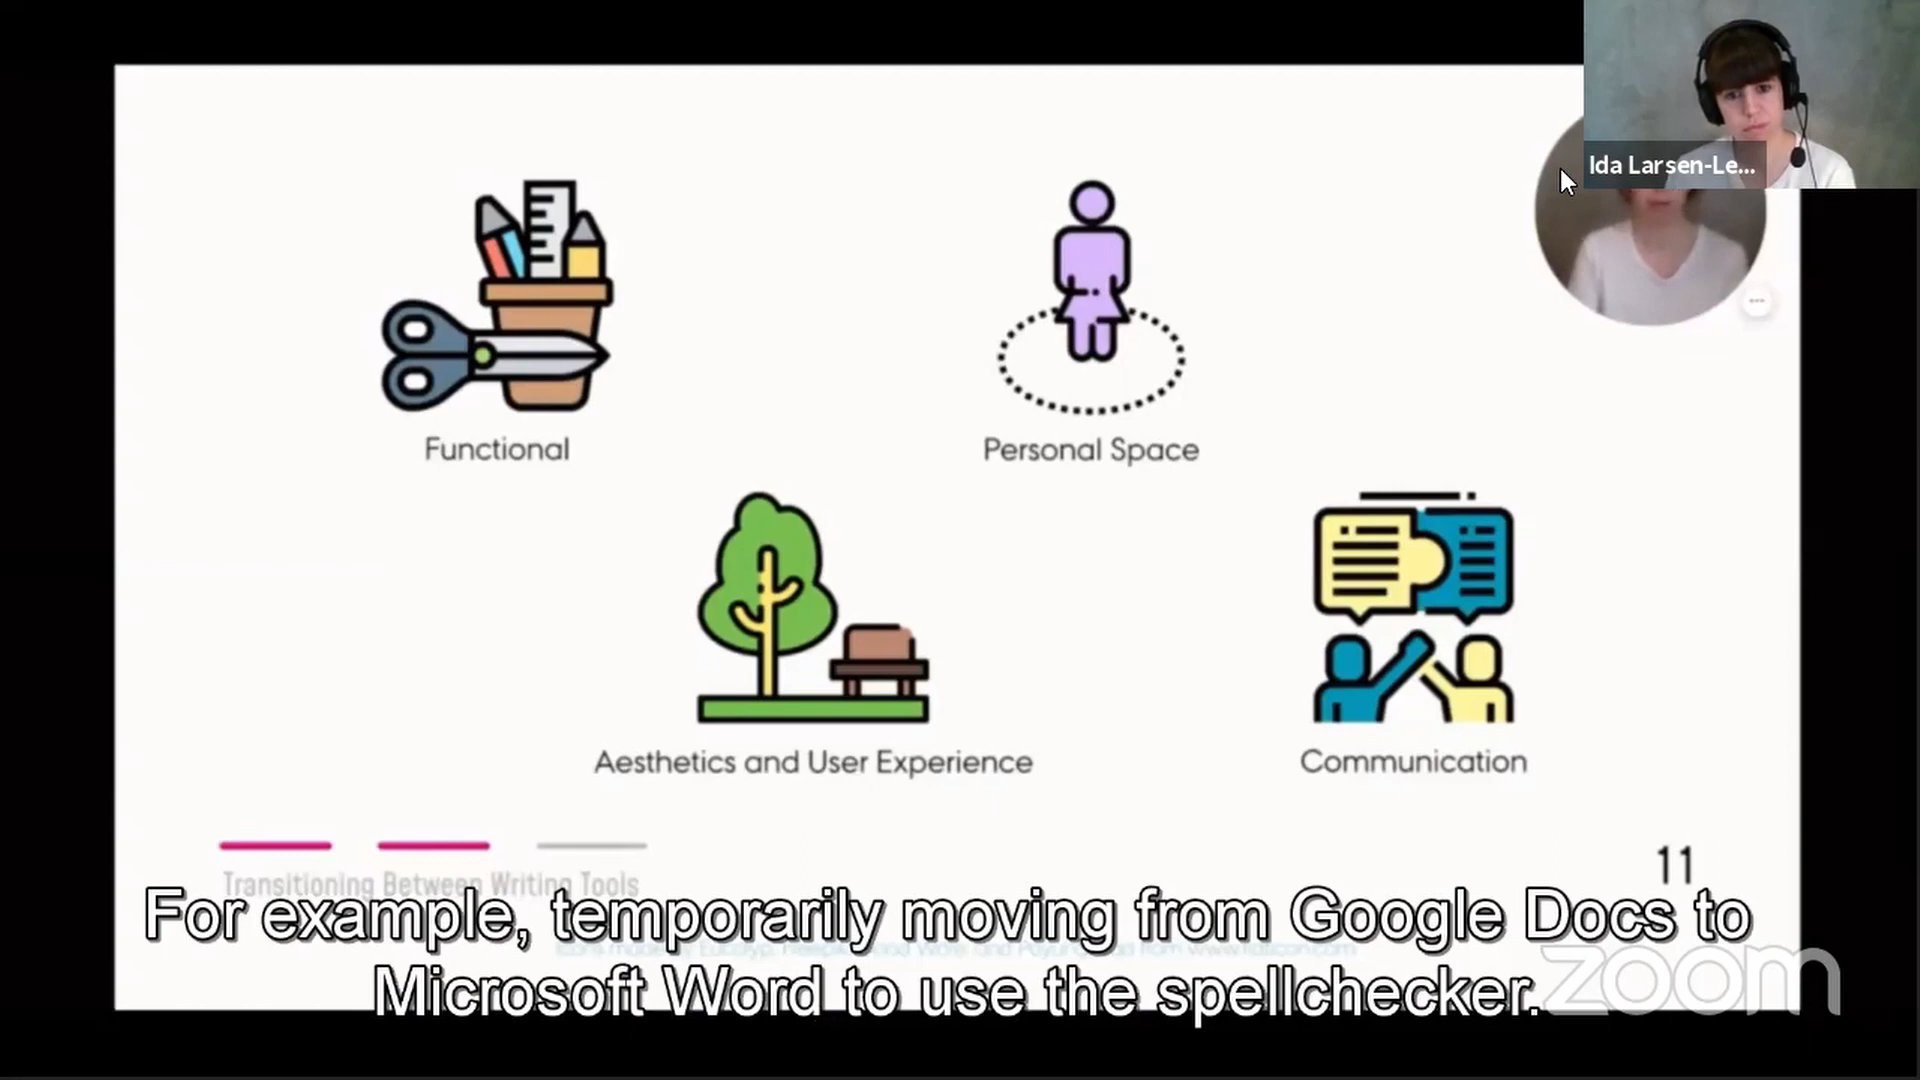 Ida Larsen-Le...
Functional
Personal Space
Aesthetics and User Experience
Communication
11
Transitioning Between Writing Tools
For example, temporarily moving from Google Docs to
Microsoft Word to use the spellchecker.
zoom